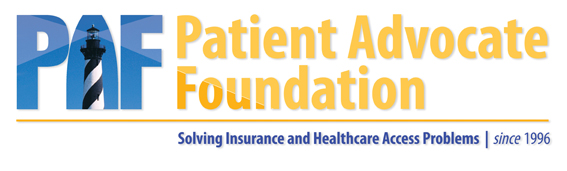 PAF Patient Advocate
Foundation
Solving Insurance and Healthcare Access Problems | since 1996